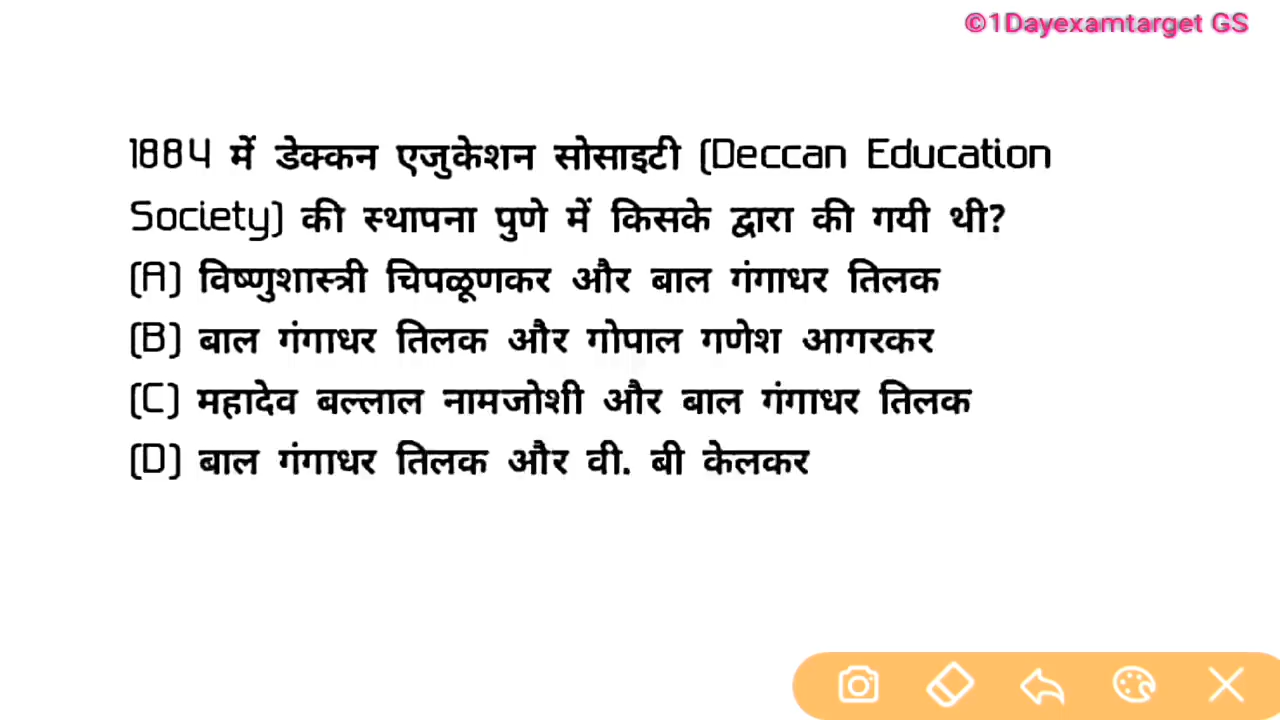 ©1Dayexamtarget GS
1884 में डेक्कन एजुकेशन सोसाइटी (Deccan Education
Society) की स्थापना पुणे में किसके द्वारा की गयी थी?
(A) विष्णुशास्त्री चिपळूणकर और बाल गंगाधर तिलक
(B) बाल गंगाधर तिलक और गोपाल गणेश आगरकर
(C) महादेव बल्लाल नामजोशी और बाल गंगाधर तिलक
(D) बाल गंगाधर तिलक और वी. बी केलकर